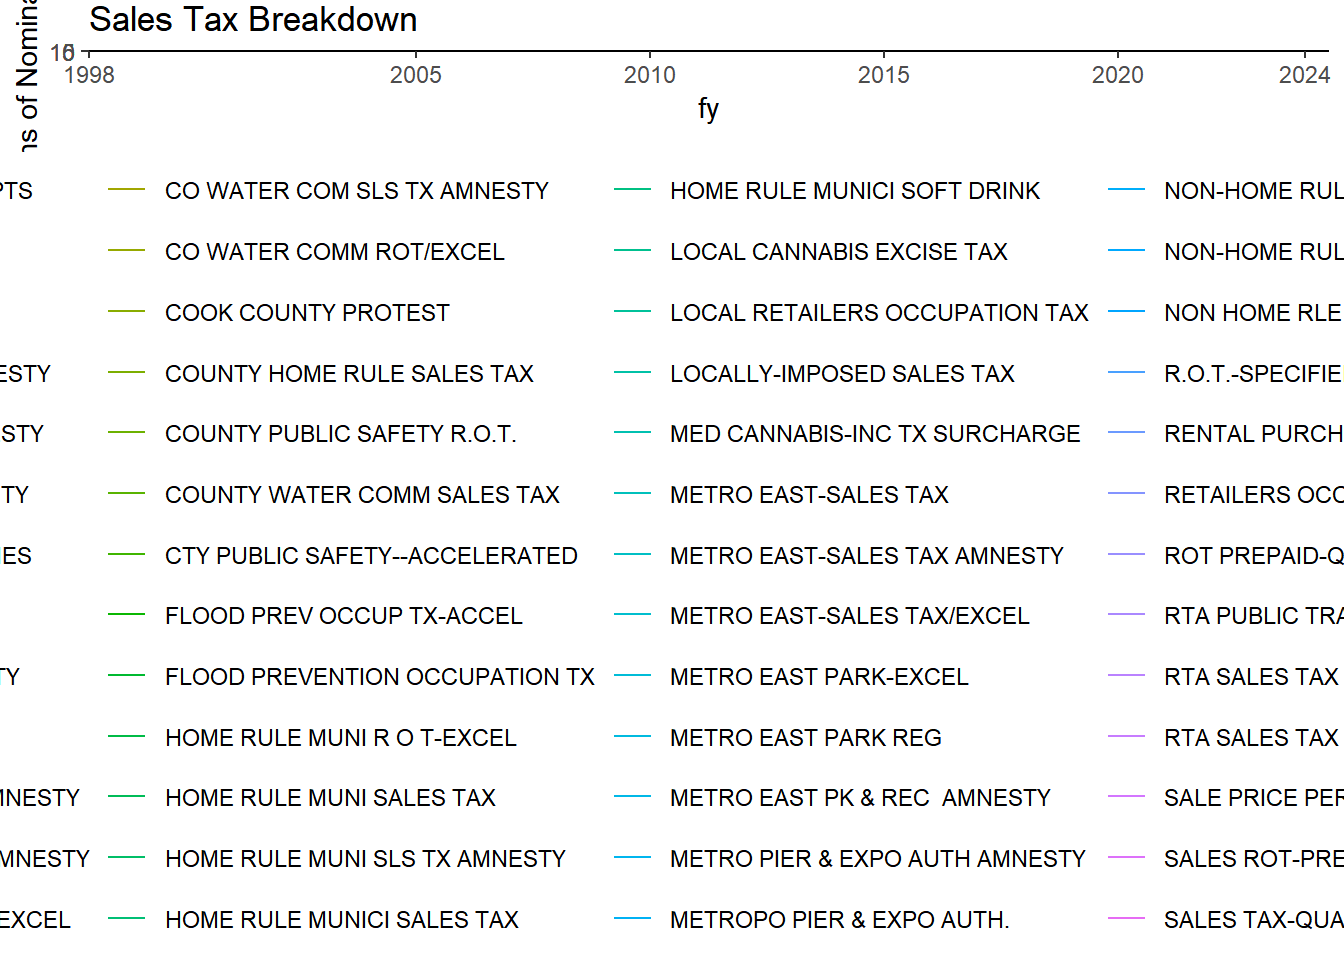 Sales Tax Breakdown
ns of Nomina
1998 2005 2010 2015 2020 2024
fy
PTS CO WATER COM SLS TX AMNESTY HOME RULE MUNICI SOFT DRINK NON-HOME RUL
CO WATER COMM ROT/EXCEL LOCAL CANNABIS EXCISE TAX NON-HOME RUL
COOK COUNTY PROTEST LOCAL RETAILERS OCCUPATION TAX NON HOME RLE
ESTY COUNTY HOME RULE SALES TAX LOCALLY-IMPOSED SALES TAX R.O.T.-SPECIFIE
STY COUNTY PUBLIC SAFETY R.O.T. MED CANNABIS-INC TX SURCHARGE RENTAL PURCH
TY COUNTY WATER COMM SALES TAX METRO EAST-SALES TAX RETAILERS OCC
IES CTY PUBLIC SAFETY--ACCELERATED METRO EAST-SALES TAX AMNESTY ROT PREPAID-Q
FLOOD PREV OCCUP TX-ACCEL METRO EAST-SALES TAX/EXCEL RTA PUBLIC TRA
TY FLOOD PREVENTION OCCUPATION TX METRO EAST PARK-EXCEL RTA SALES TAX
HOME RULE MUNI R O T-EXCEL METRO EAST PARK REG RTA SALES TAX
MNESTY HOME RULE MUNI SALES TAX METRO EAST PK & REC  AMNESTY SALE PRICE PER
MNESTY HOME RULE MUNI SLS TX AMNESTY METRO PIER & EXPO AUTH AMNESTY SALES ROT-PRE
EXCEL HOME RULE MUNICI SALES TAX METROPO PIER & EXPO AUTH. SALES TAX-QUA